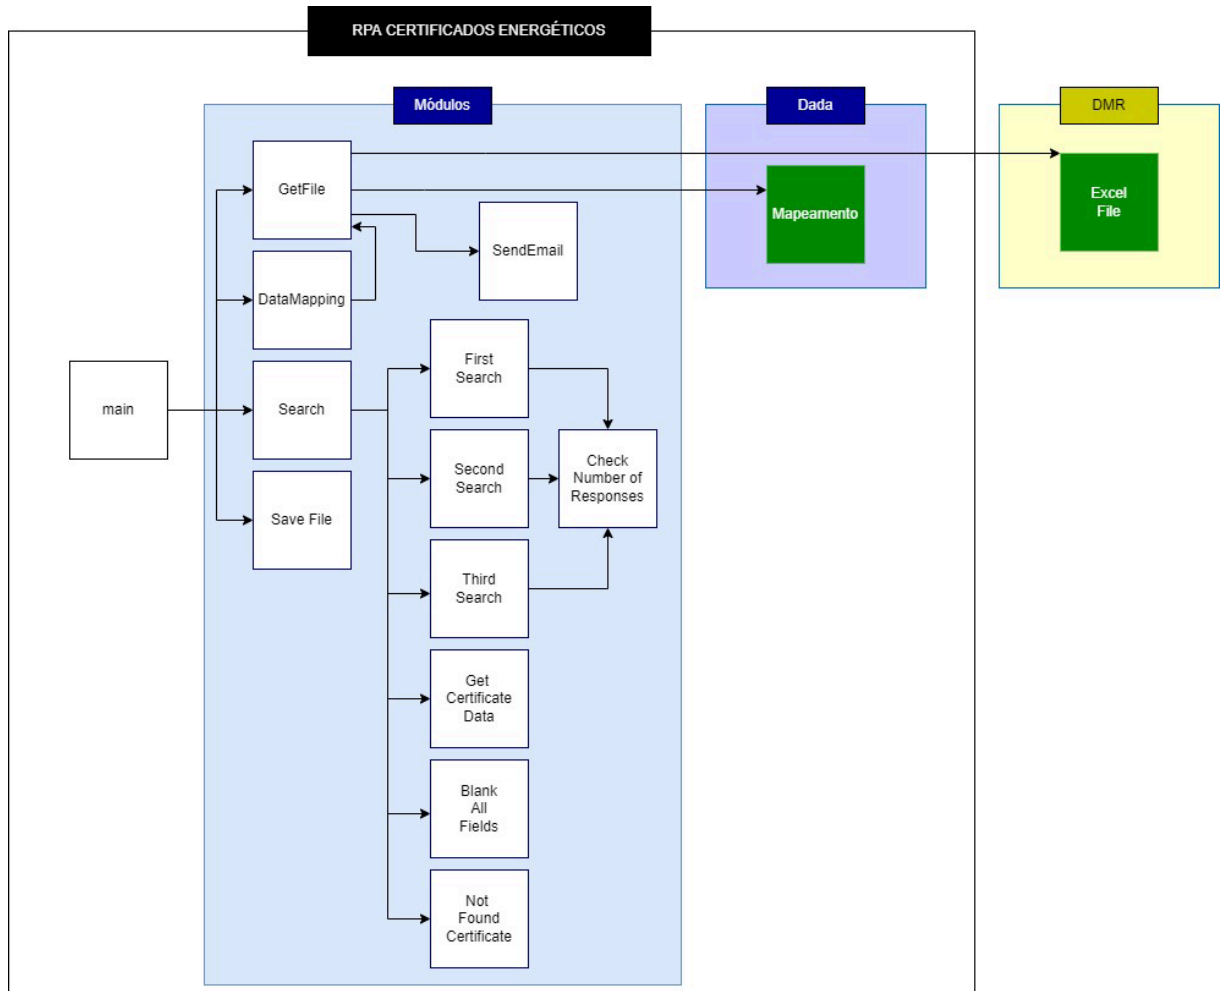 RPA CERTIFICADOS ENERGÉTICOS
Módulos
Dada
DMR
GetFile
Mapeamento
Excel
File
SendEmail
DataMapping
main
Search
Save File
First
Search
Second
Search
Check
Number of
Responses
Third
Search
Get
Certificate
Data
Blank
All
Fields
Not
Found
Certificate